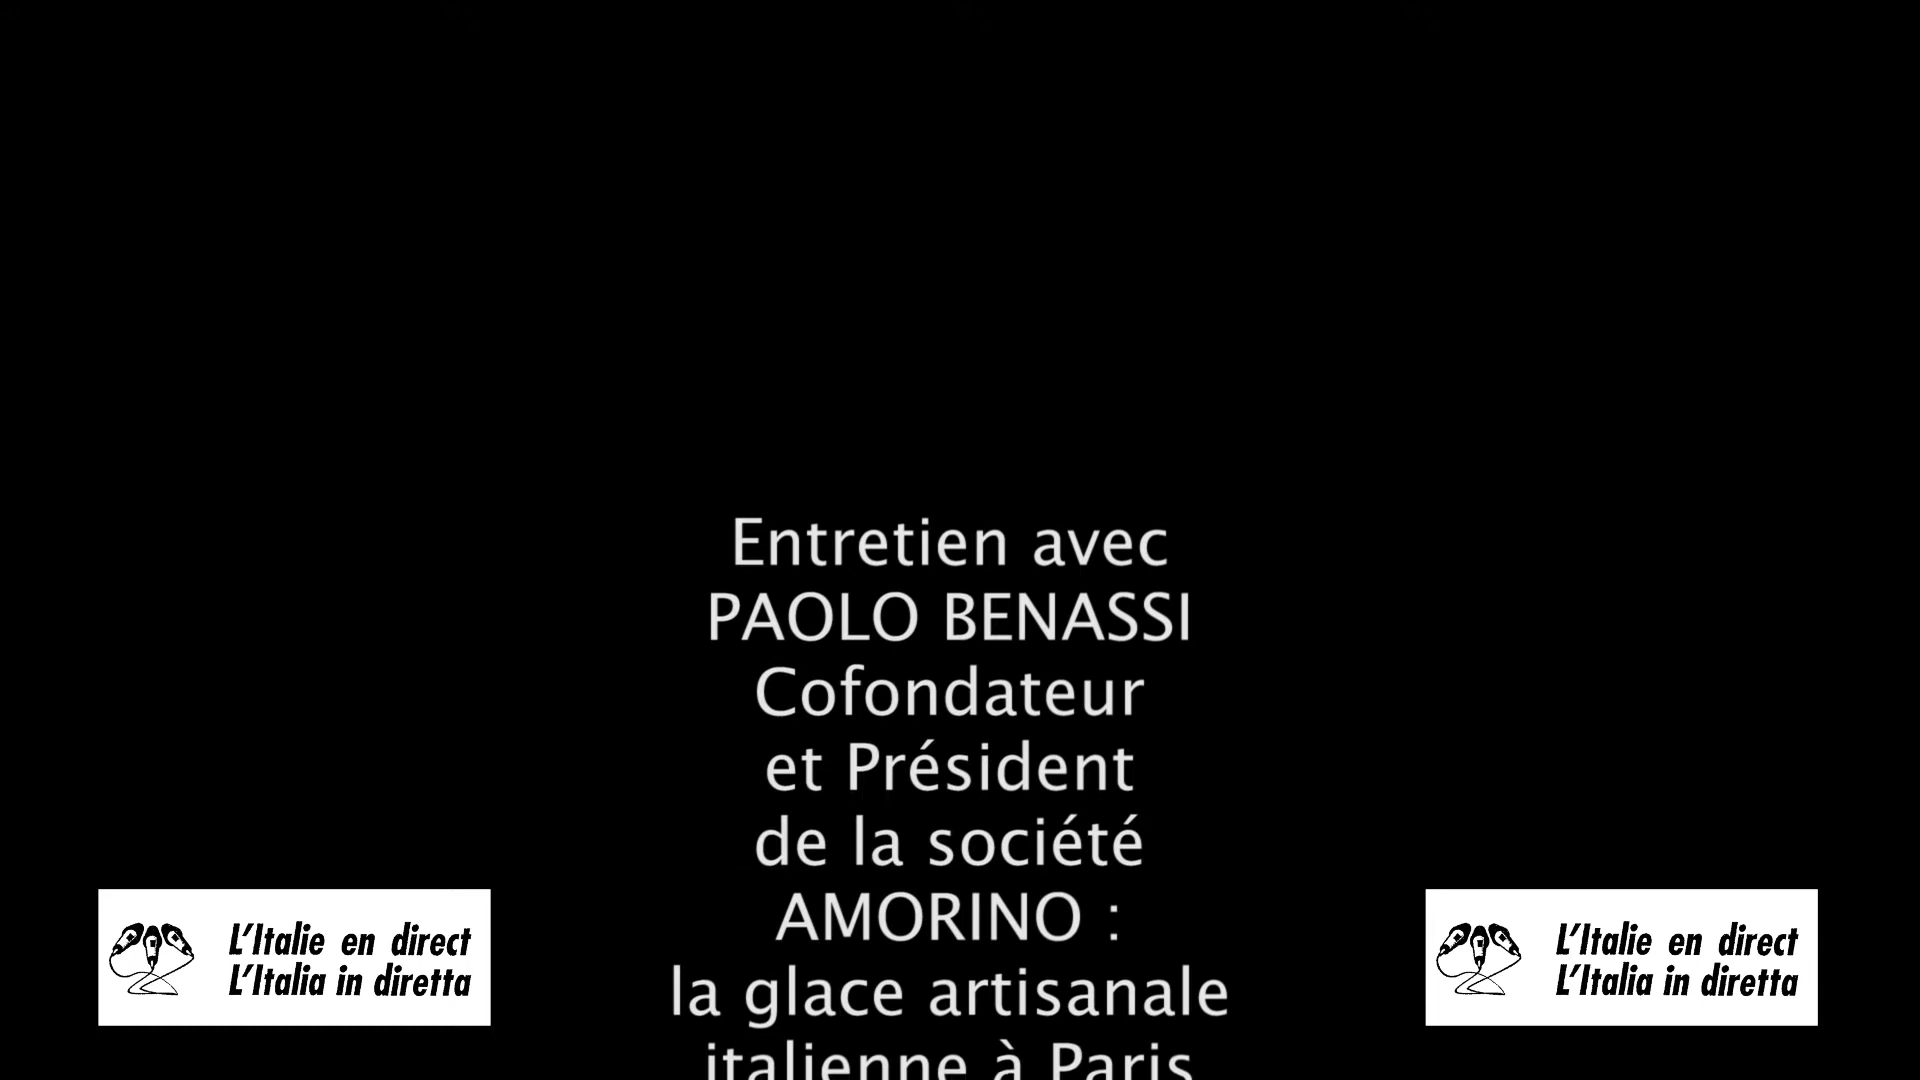 Entretien avec
PAOLO BENASSI
Cofondateur
et Président
de la société
AMORINO :
la glace artisanale
italienne à Paris
L'Italie en direct
L'Italia in diretta
L'Italie en direct
L'Italia in diretta